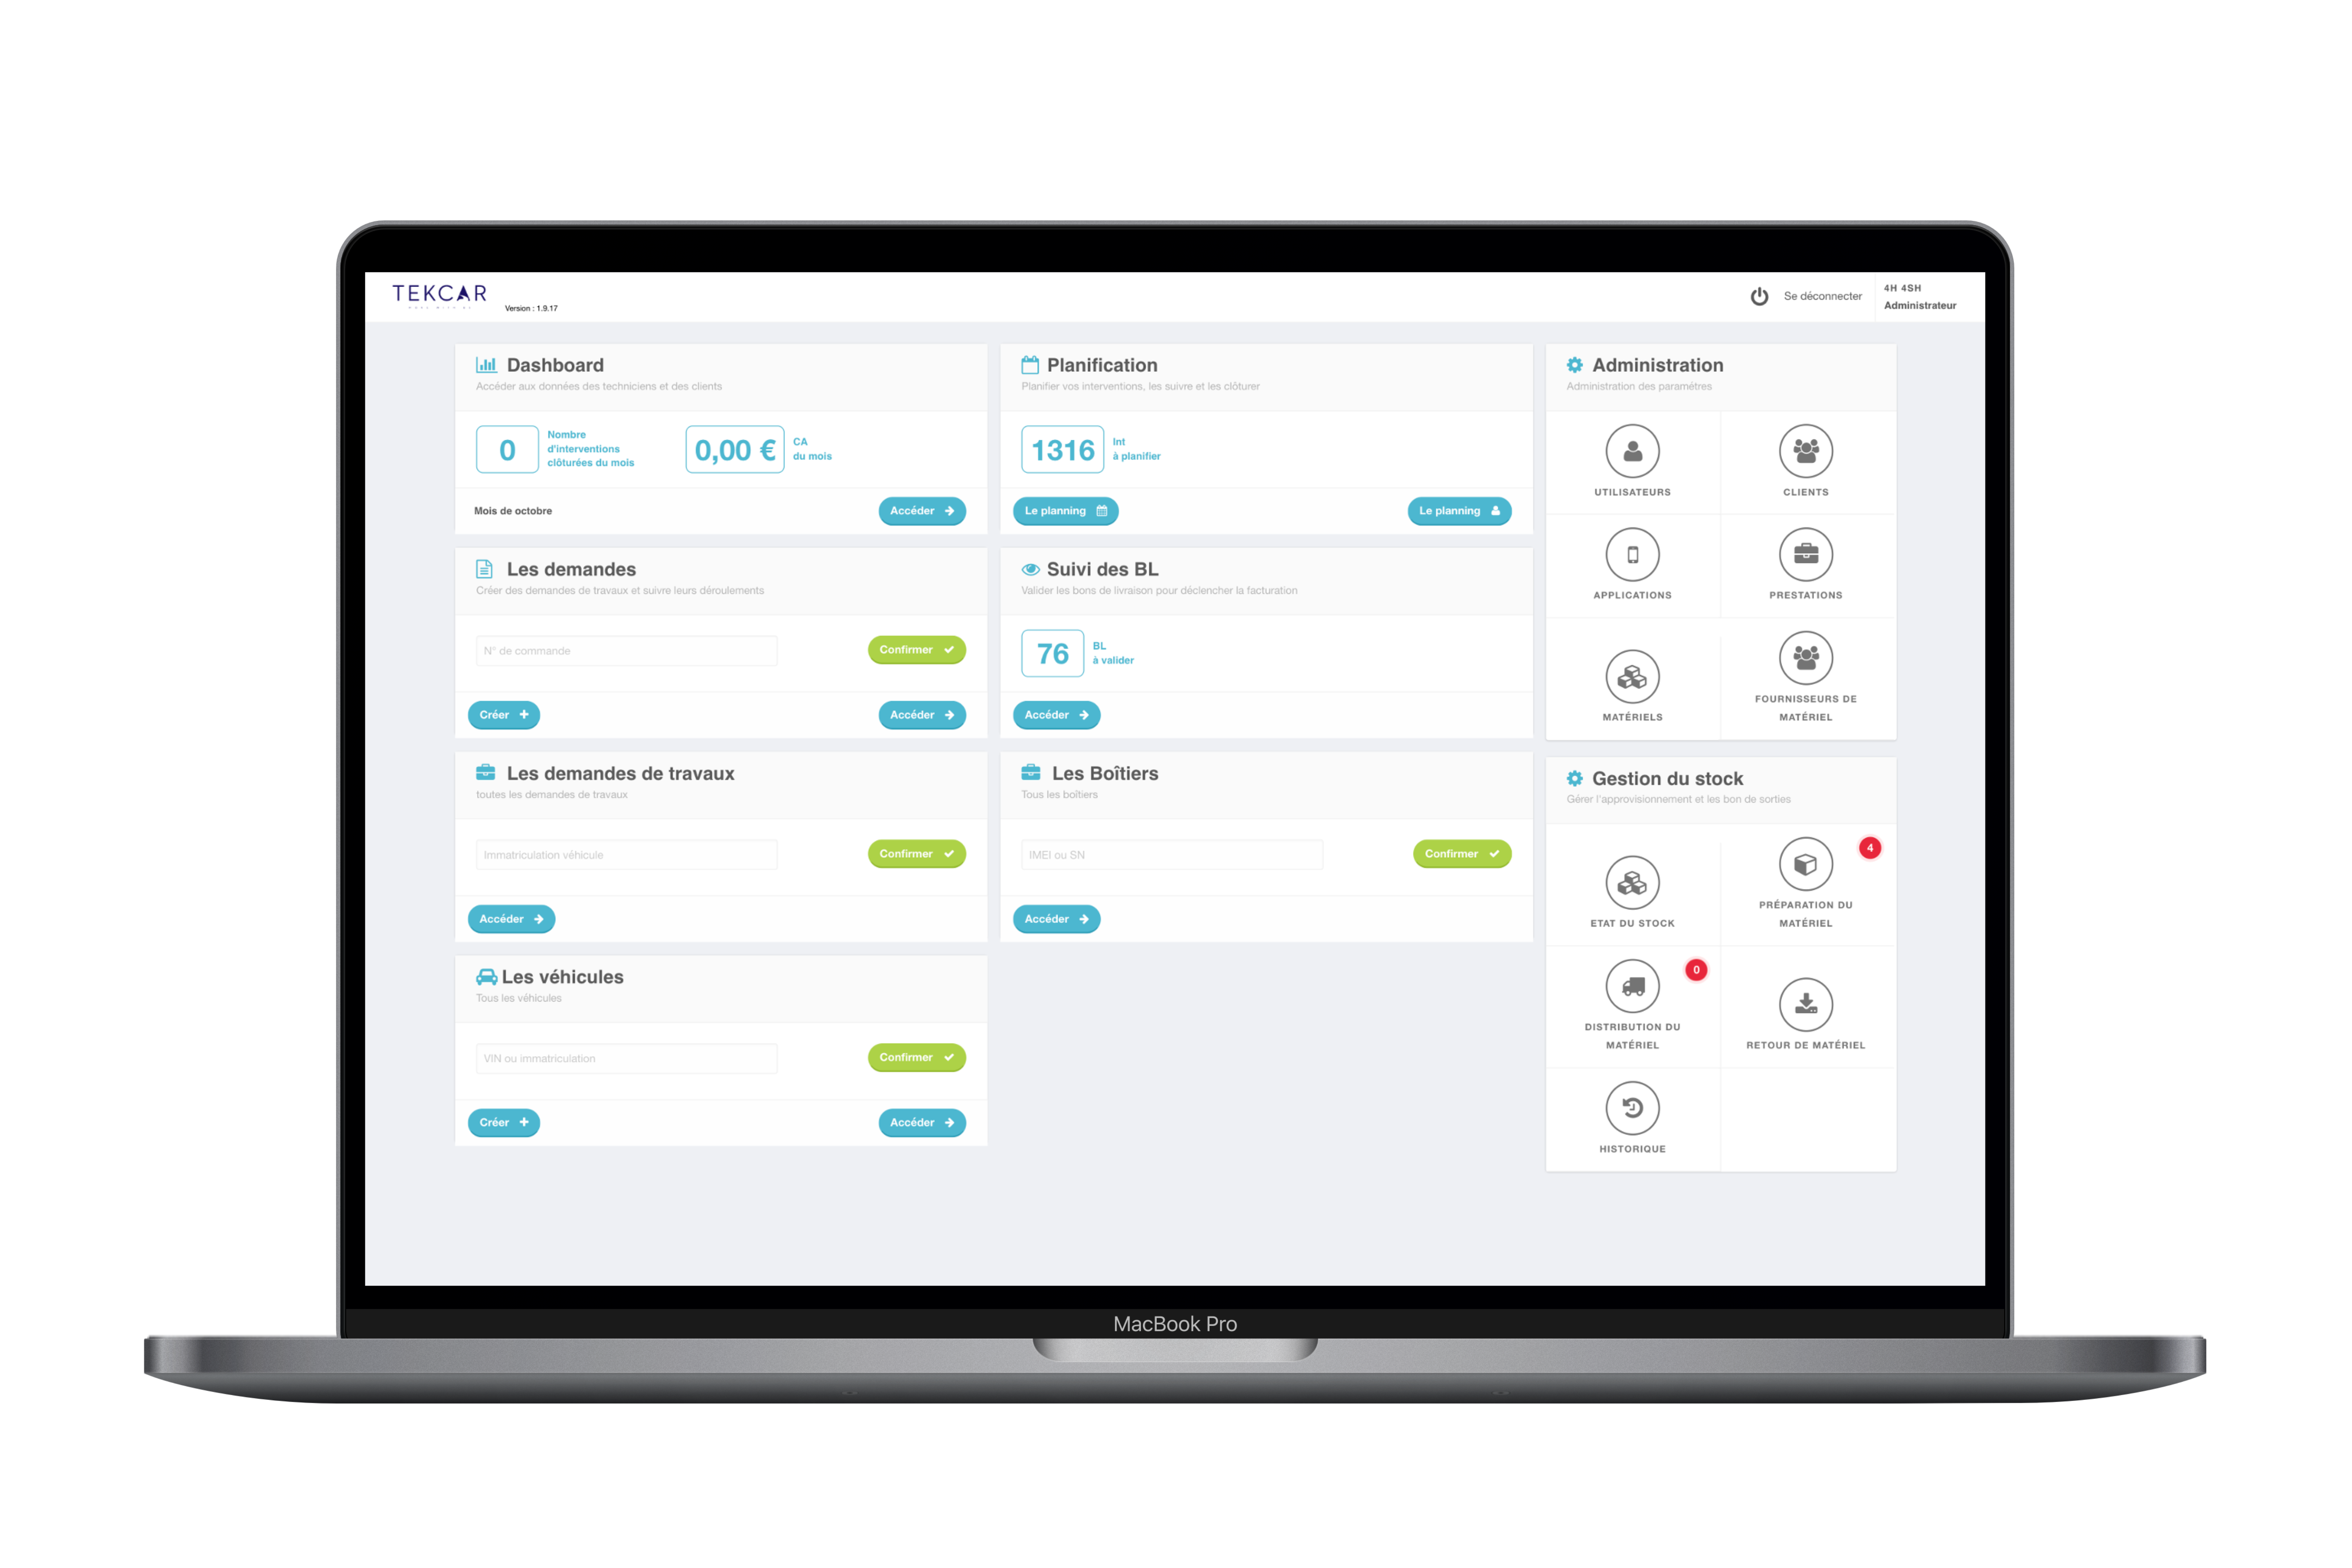 TEKCAR
Version : 1.9.17
Se déconnecter
4H 4SH
Administrateur
Dashboard
Accéder aux données des techniciens et des clients
0
Nombre
d'interventions
clôturées du mois
0,00 €
CA
du mois
Mois de octobre
Accéder
Planification
Planifier vos interventions, les suivre et les clôturer
1316
Int
à planifier
Le planning
Le planning
Les demandes
Créer des demandes de travaux et suivre leurs déroulements
N° de commande
Confirmer
Créer
Accéder
Suivi des BL
Valider les bons de livraison pour déclencher la facturation
76
BL
à valider
Accéder
Les demandes de travaux
toutes les demandes de travaux
Immatriculation véhicule
Confirmer
Accéder
Les Boîtiers
Tous les boîtiers
IMEI ou SN
Confirmer
Accéder
Les véhicules
Tous les véhicules
VIN ou immatriculation
Confirmer
Créer
Accéder
Administration
Administration des paramétres
UTILISATEURS
CLIENTS
APPLICATIONS
PRESTATIONS
MATÉRIELS
FOURNISSEURS DE
MATÉRIEL
Gestion du stock
Gérer l'approvisionnement et les bon de sorties
ETAT DU STOCK
4
PRÉPARATION DU
MATÉRIEL
0
DISTRIBUTION DU
MATÉRIEL
RETOUR DE MATÉRIEL
HISTORIQUE
MacBook Pro